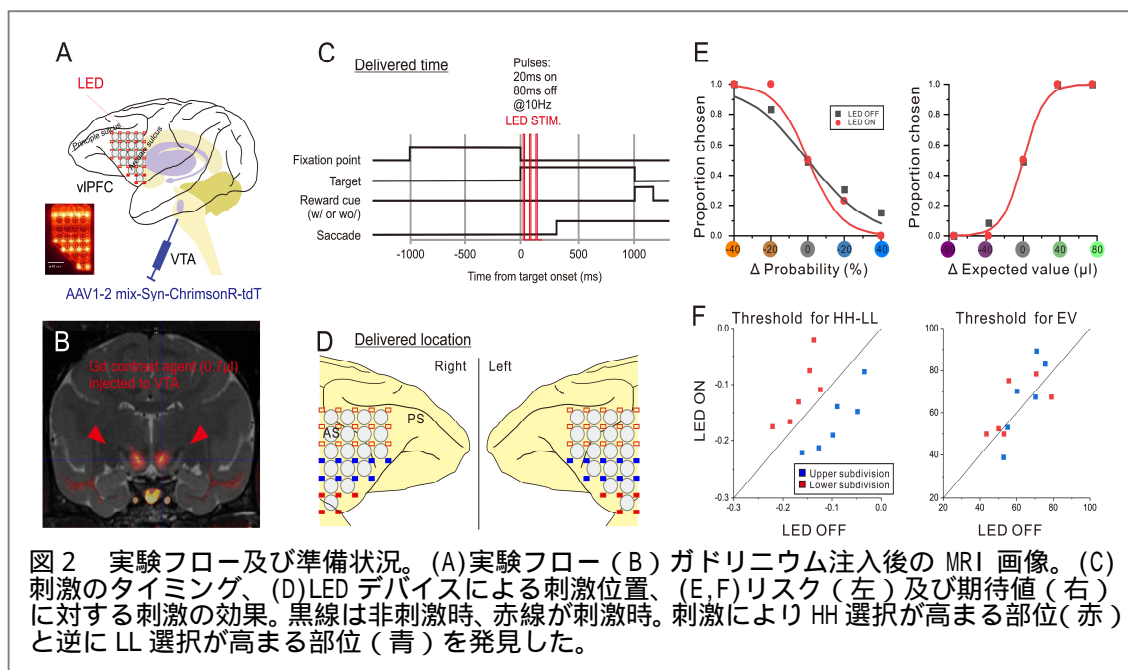 A
LED
Principle sulcus
Arcuate sulcus
vlPFC
VTA
AAV1-2 mix-Syn-ChrimsonR-tdT
B
Gd contrast agent (0.7μl)
injected to VTA
C
Delivered time
Pulses:
20ms on
80ms off
@10Hz
LED STIM.
Fixation point
Target
Reward cue
(w/ or wo/)
Saccade
-1000 -500 0 500 1000
Time from target onset (ms)
D
Delivered location
Right Left
AS
PS
E
Proportion chosen
1.0
0.8
0.6
0.4
0.2
0.0
LED OFF
LED ON
-40 -20 0 20 40
Δ Probability (%)
Proportion chosen
1.0
0.8
0.6
0.4
0.2
0.0
-80 -40 0 40 80
Δ Expected value (μl)
F
Threshold for HH-LL
LED ON
0.0
-0.1
-0.2
-0.3
-0.3 -0.2 -0.1 0.0
LED OFF
Upper subdivision
Lower subdivision
Threshold for EV
100
80
60
40
20
20 40 60 80 100
LED OFF
図2 実験フロー及び準備状況。(A)実験フロー(B)ガドリニウム注入後の MRI 画像。(C)
刺激のタイミング、(D)LED デバイスによる刺激位置、(E,F)リスク(左)及び期待値(右)
に対する刺激の効果。黒線は非刺激時、赤線が刺激時。刺激により HH 選択が高まる部位(赤)
と逆に LL 選択が高まる部位(青)を発見した。